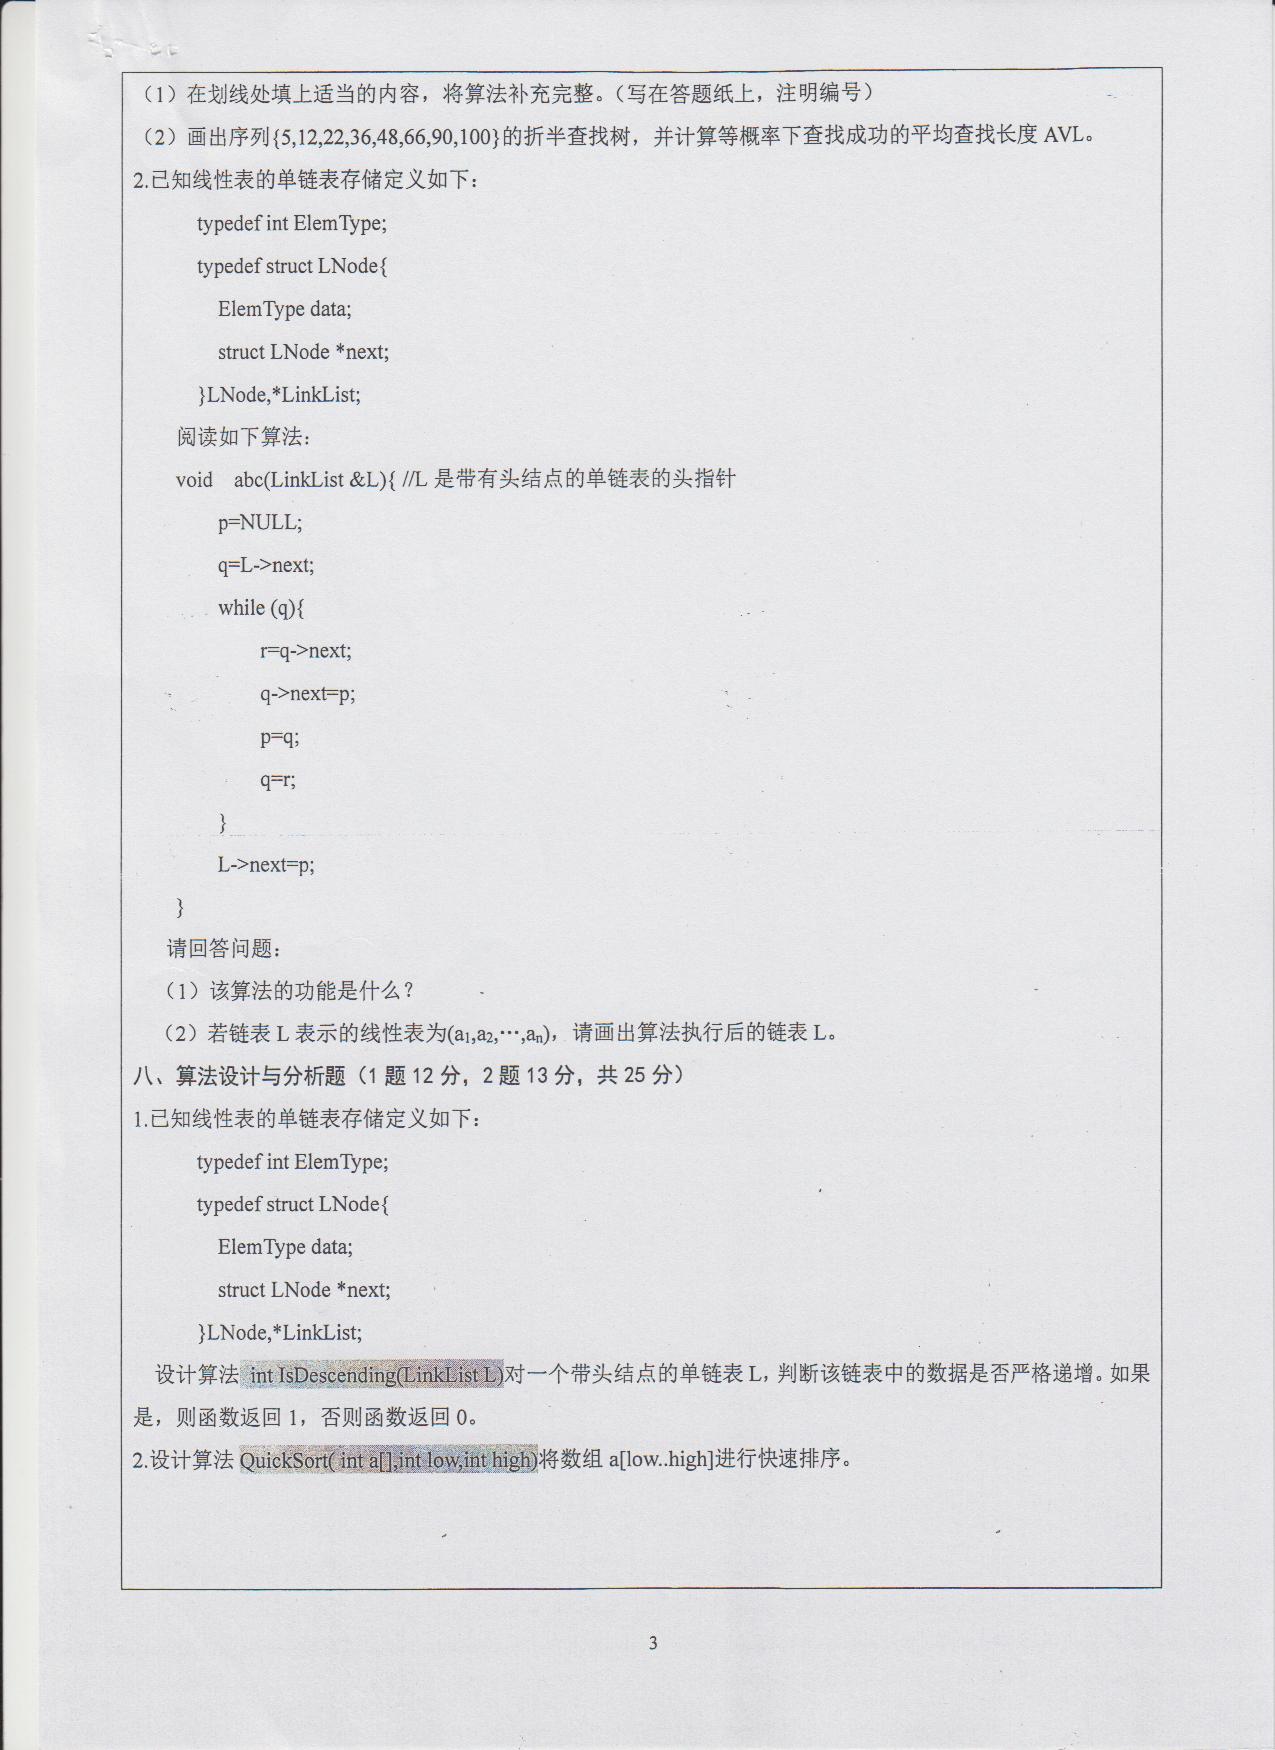 （1）在划线处填上适当的内容，将算法补充完整。（写在答题纸上，注明编号）
（2）画出序列{5,12,22,36,48,66,90,100}的折半查找树，并计算等概率下查找成功的平均查找长度 AVL。
2.已知线性表的单链表存储定义如下：
typedef int ElemType;
typedef struct LNode{
ElemType data;
struct LNode *next;
}LNode,*LinkList;
阅读如下算法：
void abc(LinkList &L){ //L 是带有头结点的单链表的头指针
p=NULL;
q=L->next;
while (q){
r=q->next;
q->next=p;
p=q;
q=r;
}
L->next=p;
}
请回答问题：
（1）该算法的功能是什么？
（2）若链表 L 表示的线性表为(a1,a2,⋯,an)，请画出算法执行后的链表 L。
八、算法设计与分析题（1 题 12 分，2 题 13 分，共 25 分）
1.已知线性表的单链表存储定义如下：
typedef int ElemType;
typedef struct LNode{
ElemType data;
struct LNode *next;
}LNode,*LinkList;
设计算法 int IsDescending(LinkList L)对一个带头结点的单链表 L，判断该链表中的数据是否严格递增。如果
是，则函数返回 1，否则函数返回 0。
2.设计算法 QuickSort( int a[],int low,int high)将数组 a[low..high]进行快速排序。
3